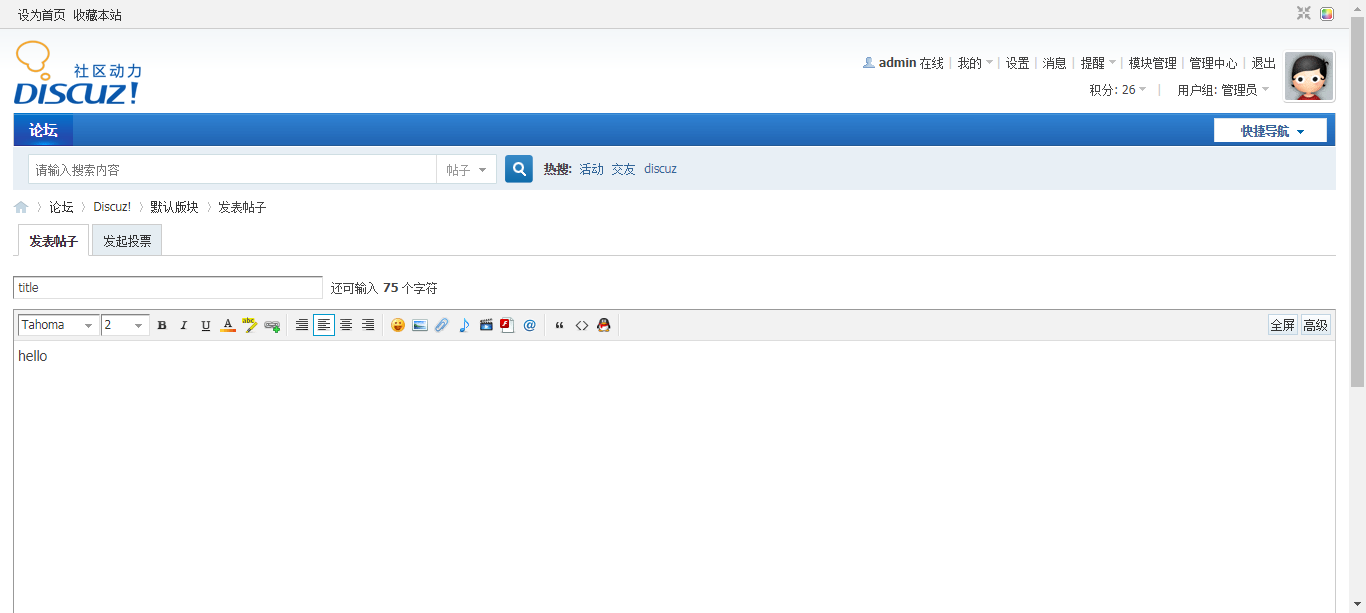 设为首页 收藏本站
社区动力
DISCUZ!
admin 在线 我的 设置 消息 提醒 模块管理 管理中心 退出
积分: 26 用户组: 管理员
论坛 快捷导航
请输入搜索内容 帖子 热搜: 活动 交友 discuz
论坛 Discuz! 默认版块 发表帖子
发表帖子 发起投票
title 还可输入 75 个字符
Tahoma 2 B I U A abc @ “ <> 全屏 高级
hello